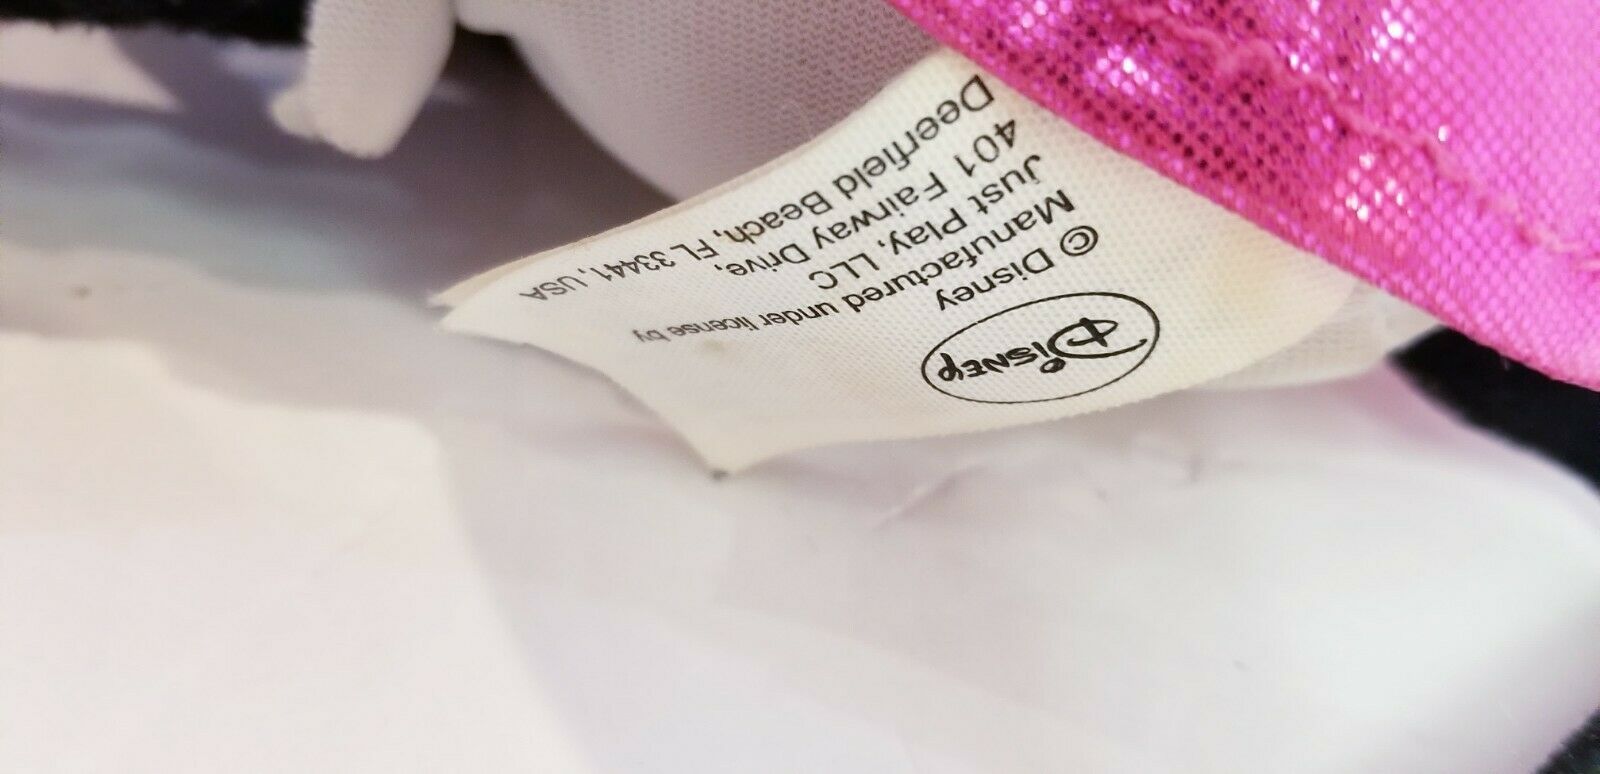 Disney
© Disney
Manufactured under license by
Just Play, LLC
401 Fairway Drive,
Deerfield Beach, FL 33441, USA